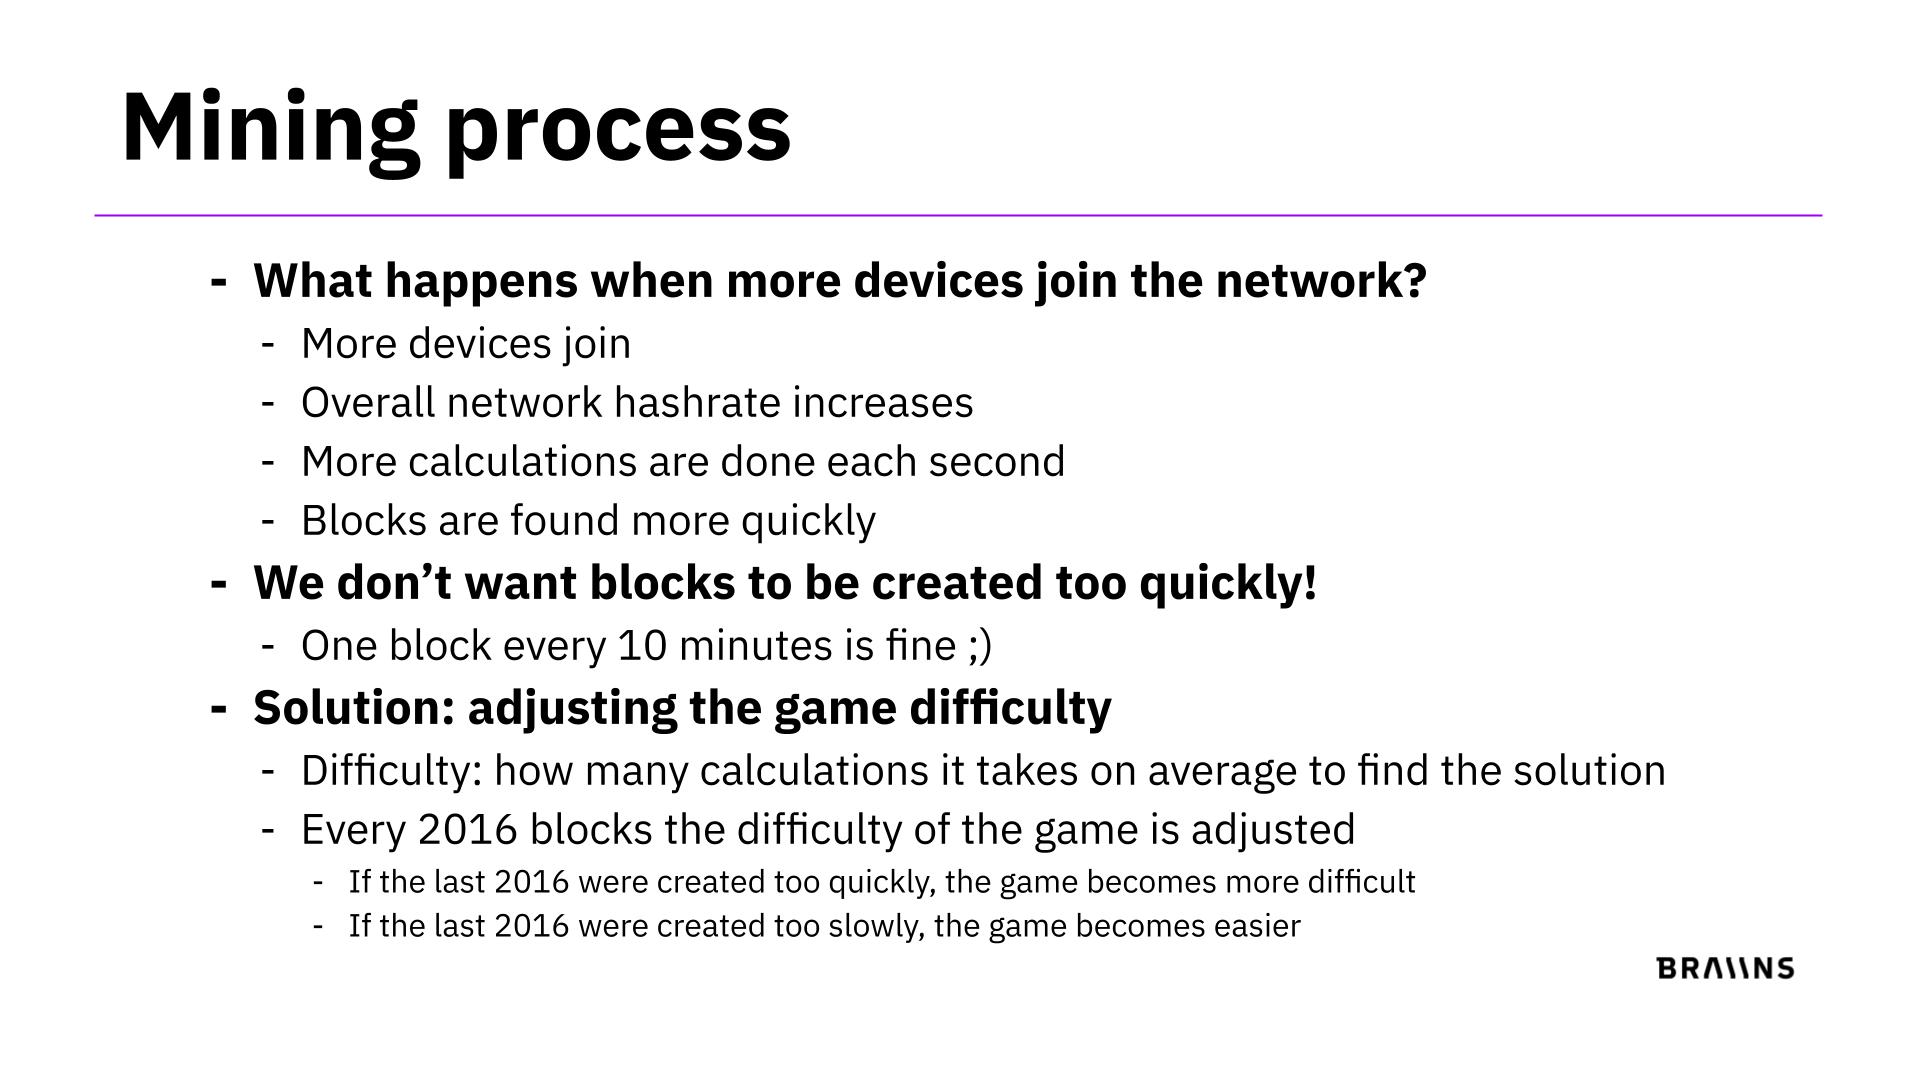 Mining process
- What happens when more devices join the network?
- More devices join
- Overall network hashrate increases
- More calculations are done each second
- Blocks are found more quickly
- We don’t want blocks to be created too quickly!
- One block every 10 minutes is fine ;)
- Solution: adjusting the game difficulty
- Difficulty: how many calculations it takes on average to find the solution
- Every 2016 blocks the difficulty of the game is adjusted
- If the last 2016 were created too quickly, the game becomes more difficult
- If the last 2016 were created too slowly, the game becomes easier
BRAIINS